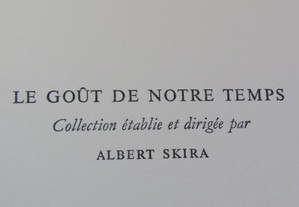 LE GOÛT DE NOTRE TEMPS
Collection établie et dirigée par
ALBERT SKIRA